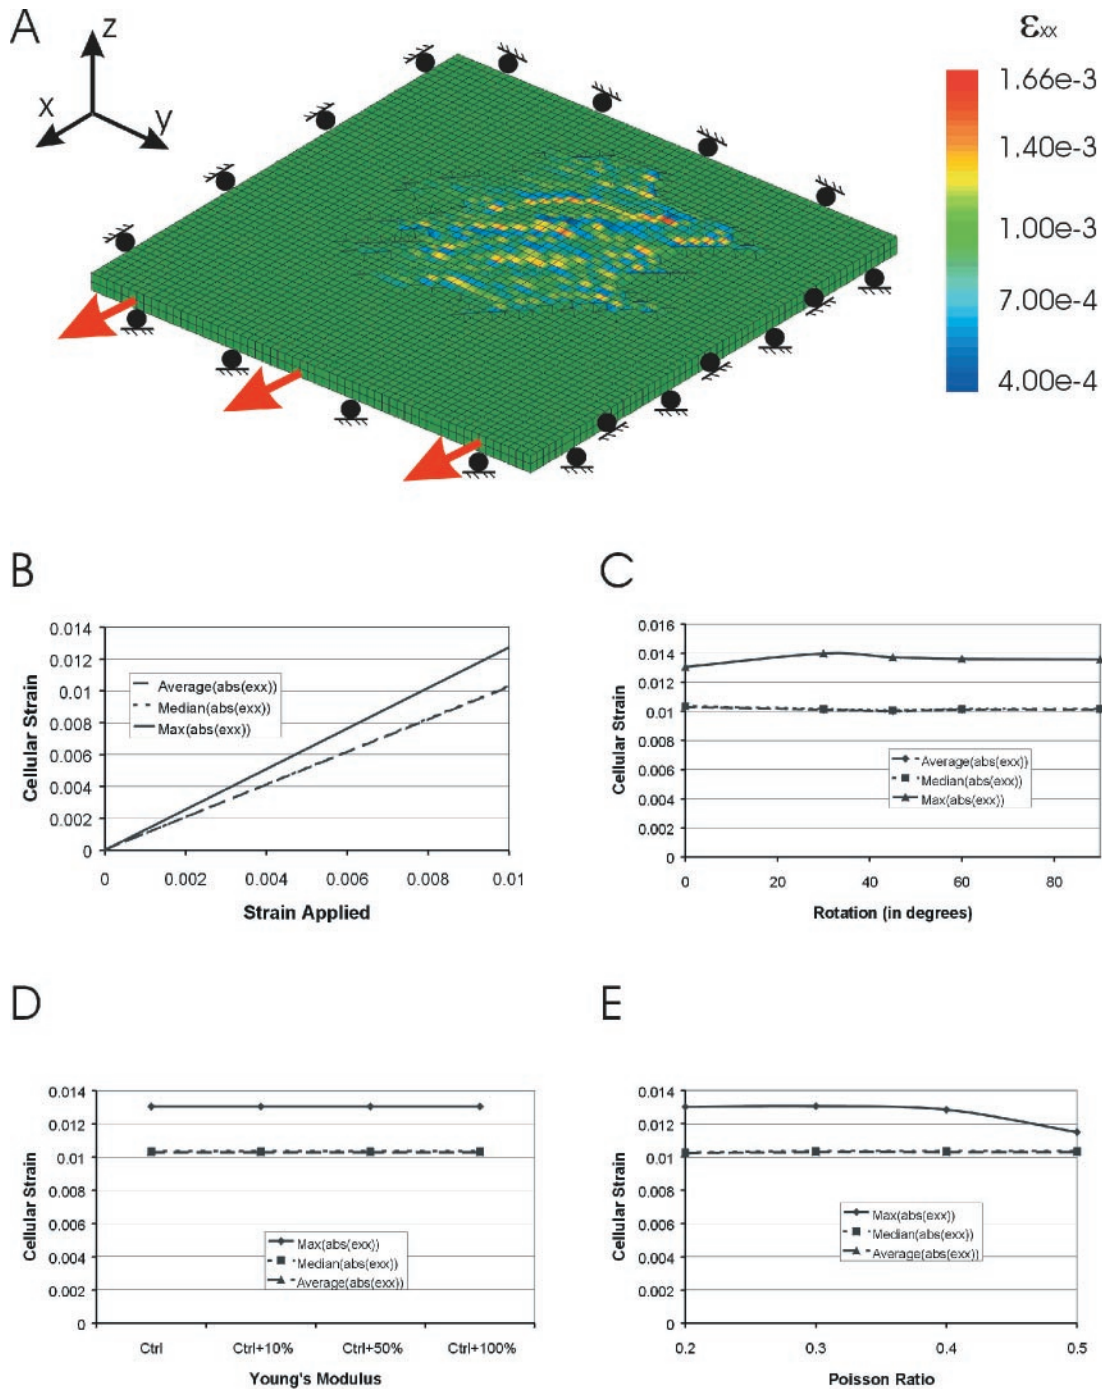 A
z
x
y
εxx
1.66e-3
1.40e-3
1.00e-3
7.00e-4
4.00e-4
B
0.014
0.012
0.01
0.008
0.006
0.004
0.002
0
Cellular Strain
Average(abs(exx))
Median(abs(exx))
Max(abs(exx))
0 0.002 0.004 0.006 0.008 0.01
Strain Applied
C
0.016
0.014
0.012
0.01
0.008
0.006
0.004
0.002
0
Cellular Strain
Average(abs(exx))
Median(abs(exx))
Max(abs(exx))
0 20 40 60 80
Rotation (in degrees)
D
0.014
0.012
0.01
0.008
0.006
0.004
0.002
0
Cellular Strain
Max(abs(exx))
Median(abs(exx))
Average(abs(exx))
Ctrl Ctrl+10% Ctrl+50% Ctrl+100%
Young's Modulus
E
0.014
0.012
0.01
0.008
0.006
0.004
0.002
0
Cellular Strain
Max(abs(exx))
Median(abs(exx))
Average(abs(exx))
0.2 0.3 0.4 0.5
Poisson Ratio